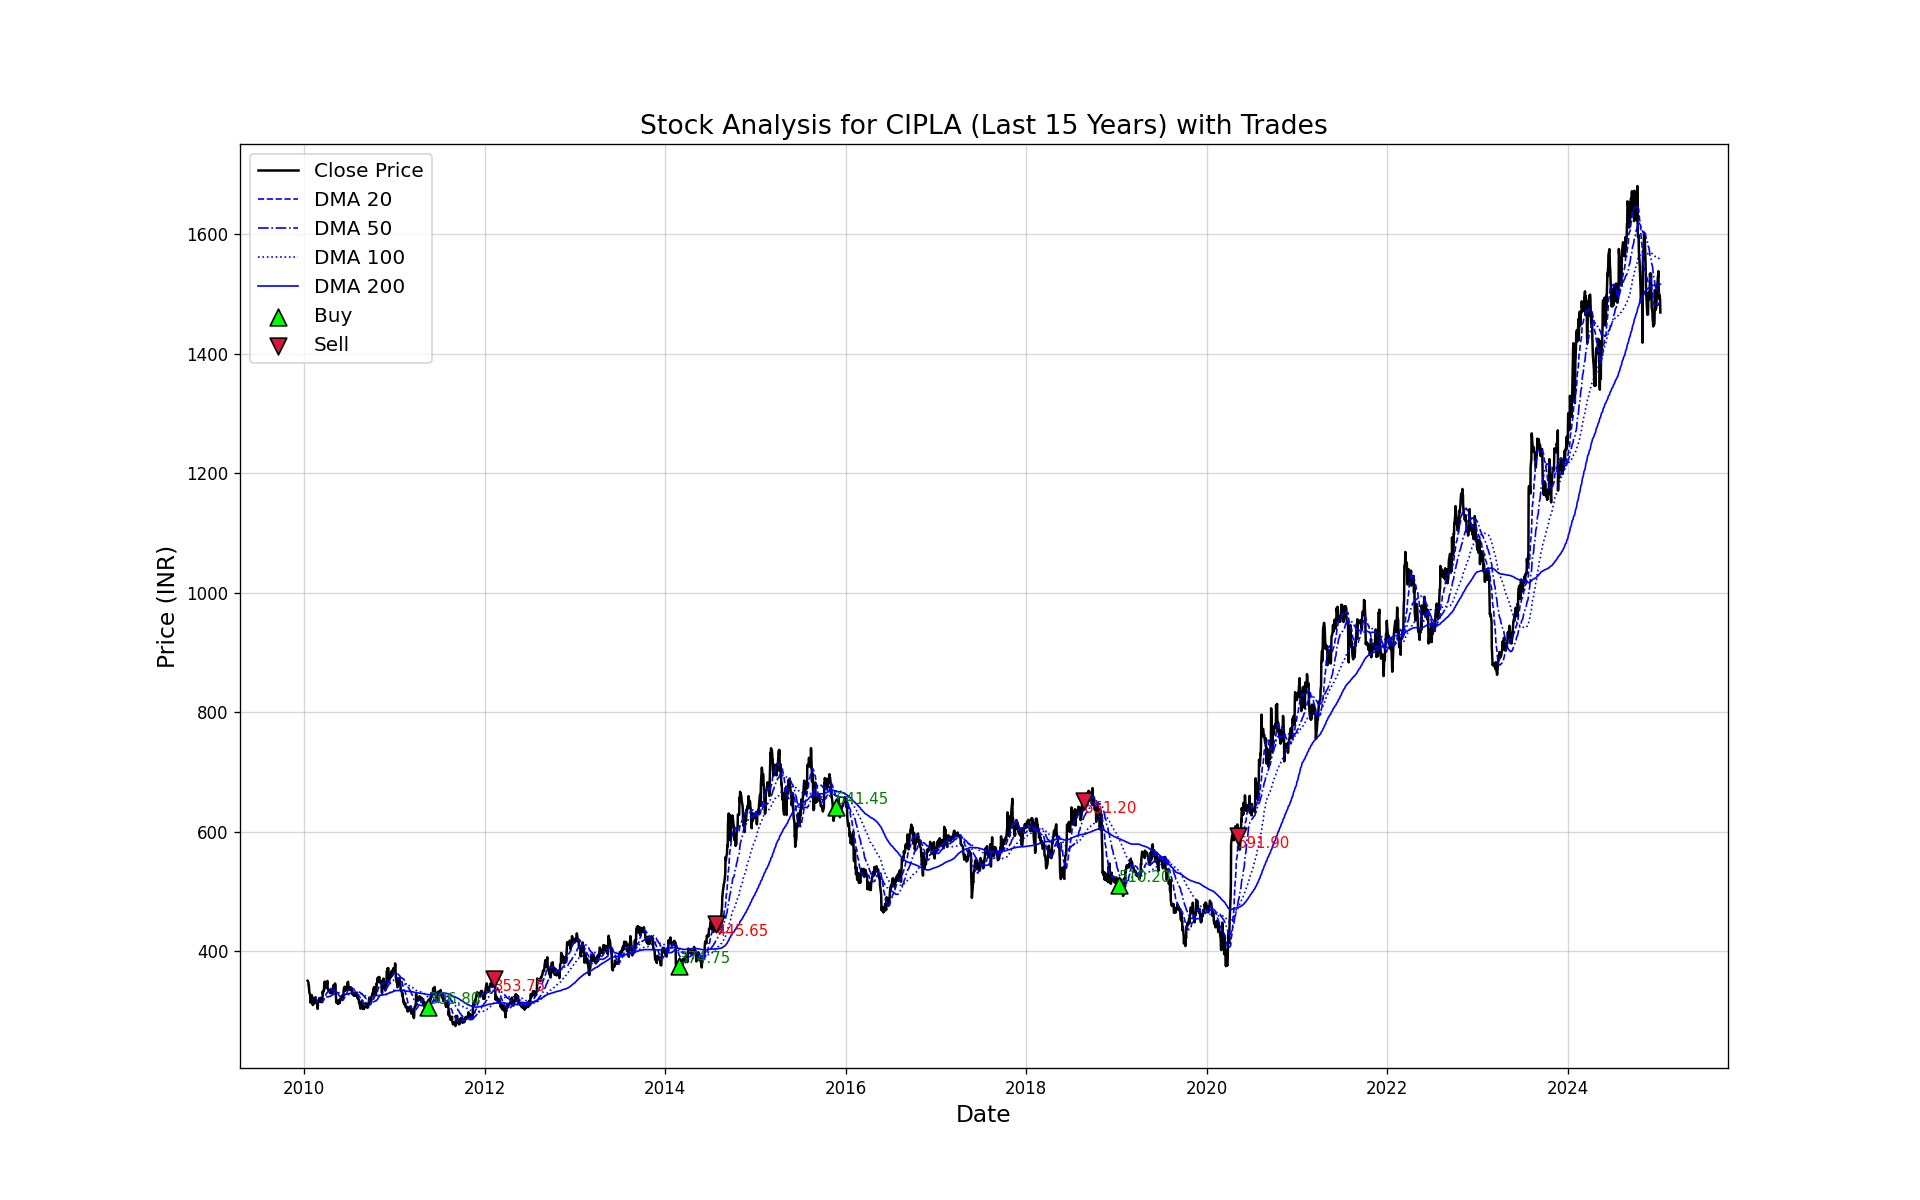 Stock Analysis for CIPLA (Last 15 Years) with Trades
Close Price
DMA 20
DMA 50
DMA 100
DMA 200
Buy
Sell
Price (INR)
1600
1400
1200
1000
800
600
400
641.45
651.20
591.90
510.20
445.65
353.75
2010
2012
2014
2016
2018
2020
2022
2024
Date